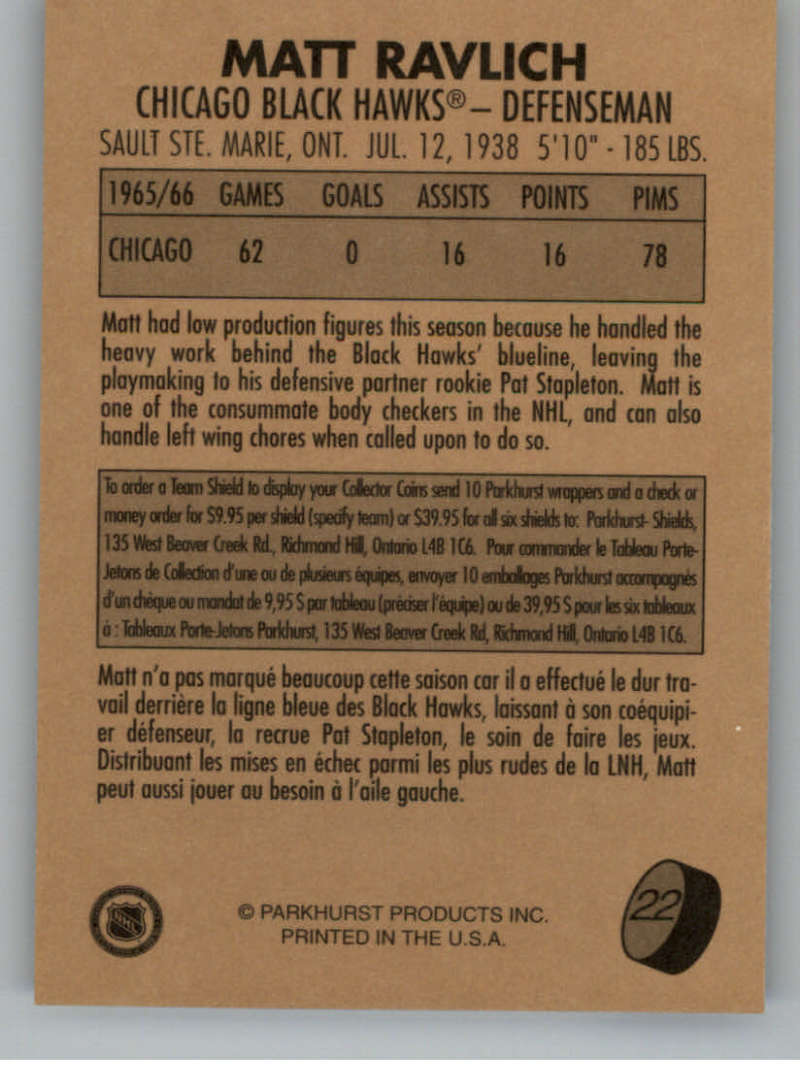 MATT RAVLICH
CHICAGO BLACK HAWKS® – DEFENSEMAN
SAULT STE. MARIE, ONT. JUL. 12, 1938 5'10" - 185 LBS.
1965/66 GAMES GOALS ASSISTS POINTS PIMS
CHICAGO 62 0 16 16 78
Matt had low production figures this season because he handled the
heavy work behind the Black Hawks' blueline, leaving the
playmaking to his defensive partner rookie Pat Stapleton. Matt is
one of the consummate body checkers in the NHL, and can also
handle left wing chores when called upon to do so.
To order a Team Shield to display your Collector Coins send 10 Parkhurst wrappers and a check or
money order for $9.95 per shield (specify team) or $39.95 for all six shields to: Parkhurst- Shields,
135 West Beaver Creek Rd., Richmond Hill, Ontario L4B 1C6. Pour commander le Tableau Porte-
Jetons de Collection d'une ou de plusieurs équipes, envoyer 10 emballages Parkhurst accompagnés
d'un chèque ou mandat de 9,95 $ par tableau (préciser l'équipe) ou de 39,95 $ pour les six tableaux
à : Tableaux Porte-Jetons Parkhurst, 135 West Beaver Creek Rd, Richmond Hill, Ontario L4B 1C6.
Matt n'a pas marqué beaucoup cette saison car il a effectué le dur tra-
vail derrière la ligne bleue des Black Hawks, laissant à son coéquipi-
er défenseur, la recrue Pat Stapleton, le soin de faire les jeux.
Distribuant les mises en échec parmi les plus rudes de la LNH, Matt
peut aussi jouer au besoin à l'aile gauche.
NHL
© PARKHURST PRODUCTS INC.
PRINTED IN THE U.S.A.
22